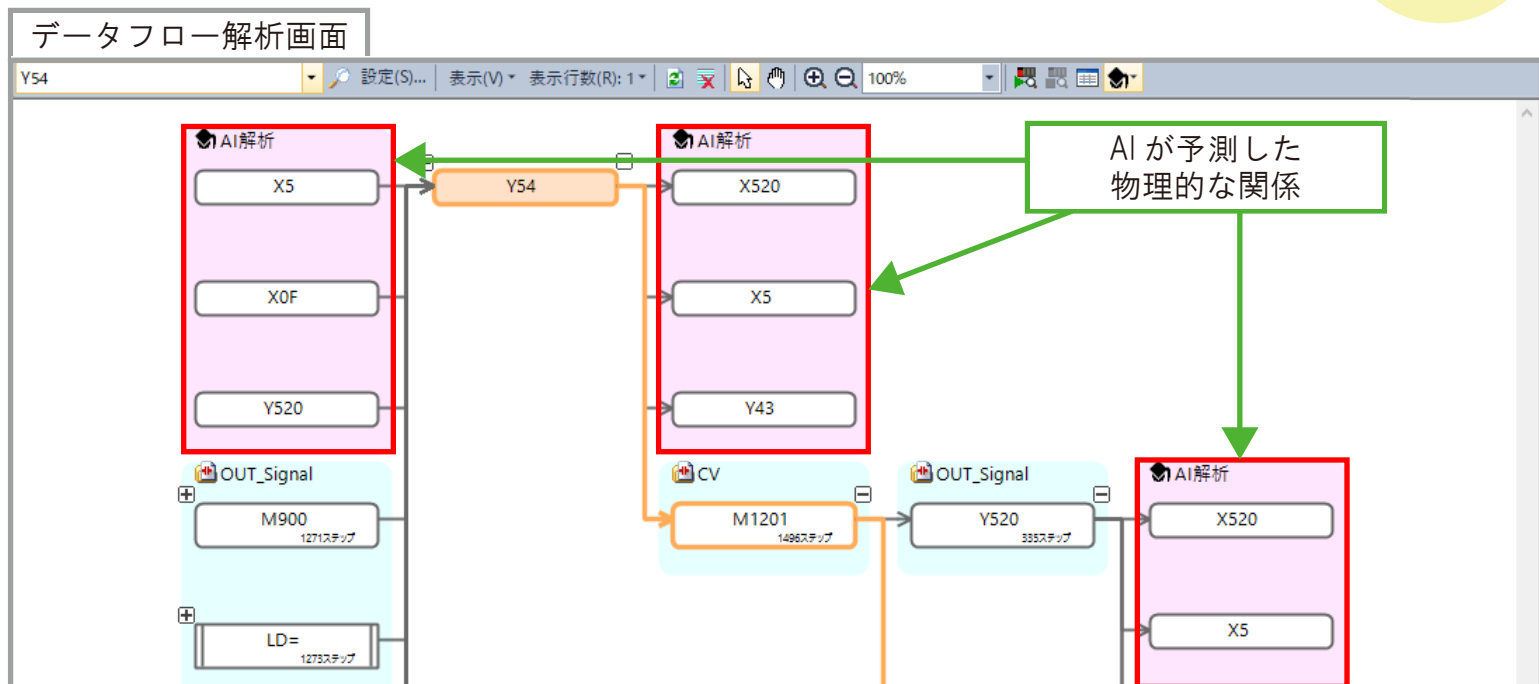 データフロー解析画面
Y54 設定(S)... 表示(V) 表示行数(R): 1 100%
AI解析
X5
X0F
Y520
Y54
AI解析
X520
X5
Y43
AI が予測した
物理的な関係
OUT_Signal
M900
1271ステップ
LD=
1273ステップ
CV
M1201
1496ステップ
OUT_Signal
Y520
335ステップ
AI解析
X520
X5